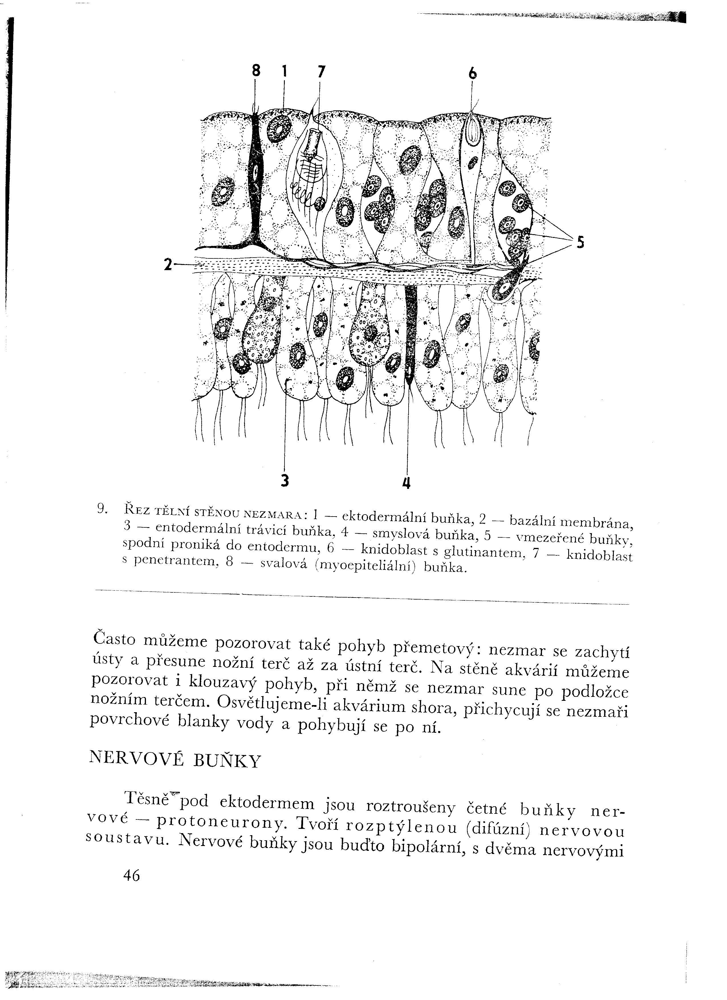 8 1 7 6
5
2
3 4
9. Řez tělní stěnou nezmara: 1 — ektodermální buňka, 2 — bazální membrána,
3 — entodermální trávicí buňka, 4 — smyslová buňka, 5 — vmezeřené buňky,
spodní proniká do entodermu, 6 — knidoblast s glutinantem, 7 — knidoblast
s penetrantem, 8 — svalová (myoepiteliální) buňka.
Často můžeme pozorovat také pohyb přemetový: nezmar se zachytí
ústy a přesune nožní terč až za ústní terč. Na stěně akvárií můžeme
pozorovat i klouzavý pohyb, při němž se nezmar sune po podložce
nožním terčem. Osvětlujeme-li akvárium shora, přichycují se nezmaři
povrchové blanky vody a pohybují se po ní.
NERVOVÉ BUŇKY
Těsně pod ektodermem jsou roztroušeny četné buňky ner-
vové — protoneurony. Tvoří rozptýlenou (difúzní) nervovou
soustavu. Nervové buňky jsou buďto bipolární, s dvěma nervovými
46